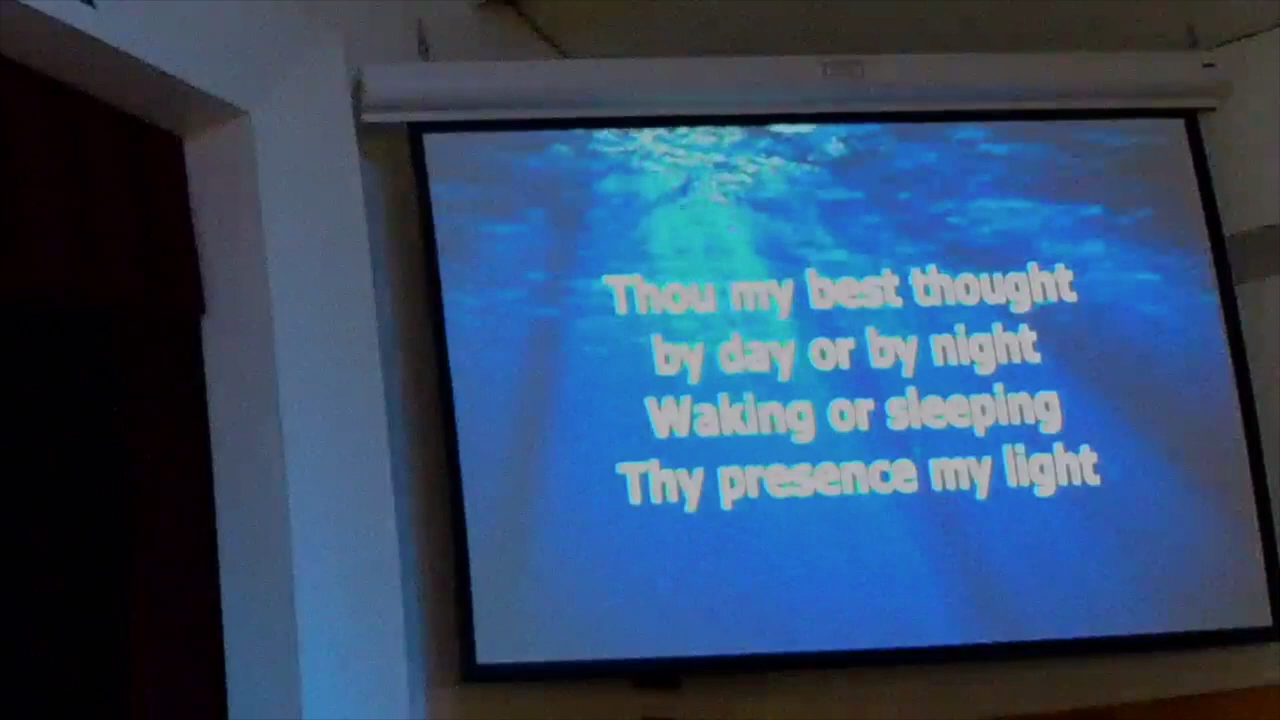 Thou my best thought
by day or by night
Waking or sleeping
Thy presence my light